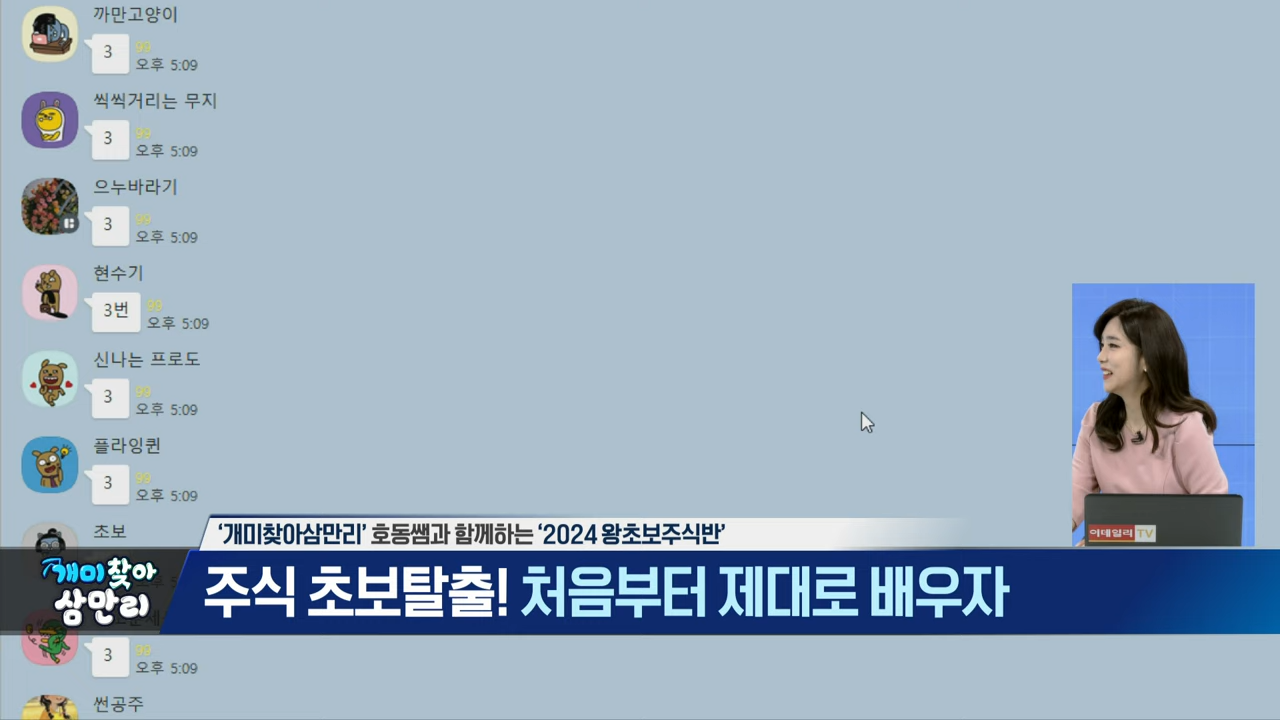 까만고양이
3
99
오후 5:09
씩씩거리는 무지
3
99
오후 5:09
으누바라기
3
99
오후 5:09
현수기
3번
99
오후 5:09
신나는 프로도
3
99
오후 5:09
플라잉퀸
3
99
오후 5:09
초보
이데일리TV
'개미찾아삼만리' 호동쌤과 함께하는 '2024 왕초보주식반'
개미찾아
삼만리
주식 초보탈출! 처음부터 제대로 배우자
3
99
오후 5:09
썬공주